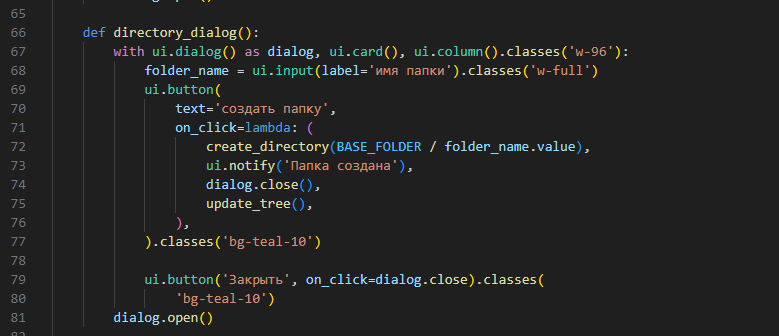 65
66 def directory_dialog():
67 with ui.dialog() as dialog, ui.card(), ui.column().classes('w-96'):
68 folder_name = ui.input(label='имя папки').classes('w-full')
69 ui.button(
70 text='создать папку',
71 on_click=lambda: (
72 create_directory(BASE_FOLDER / folder_name.value),
73 ui.notify('Папка создана'),
74 dialog.close(),
75 update_tree(),
76 ),
77 ).classes('bg-teal-10')
78
79 ui.button('Закрыть', on_click=dialog.close).classes(
80 'bg-teal-10')
81 dialog.open()